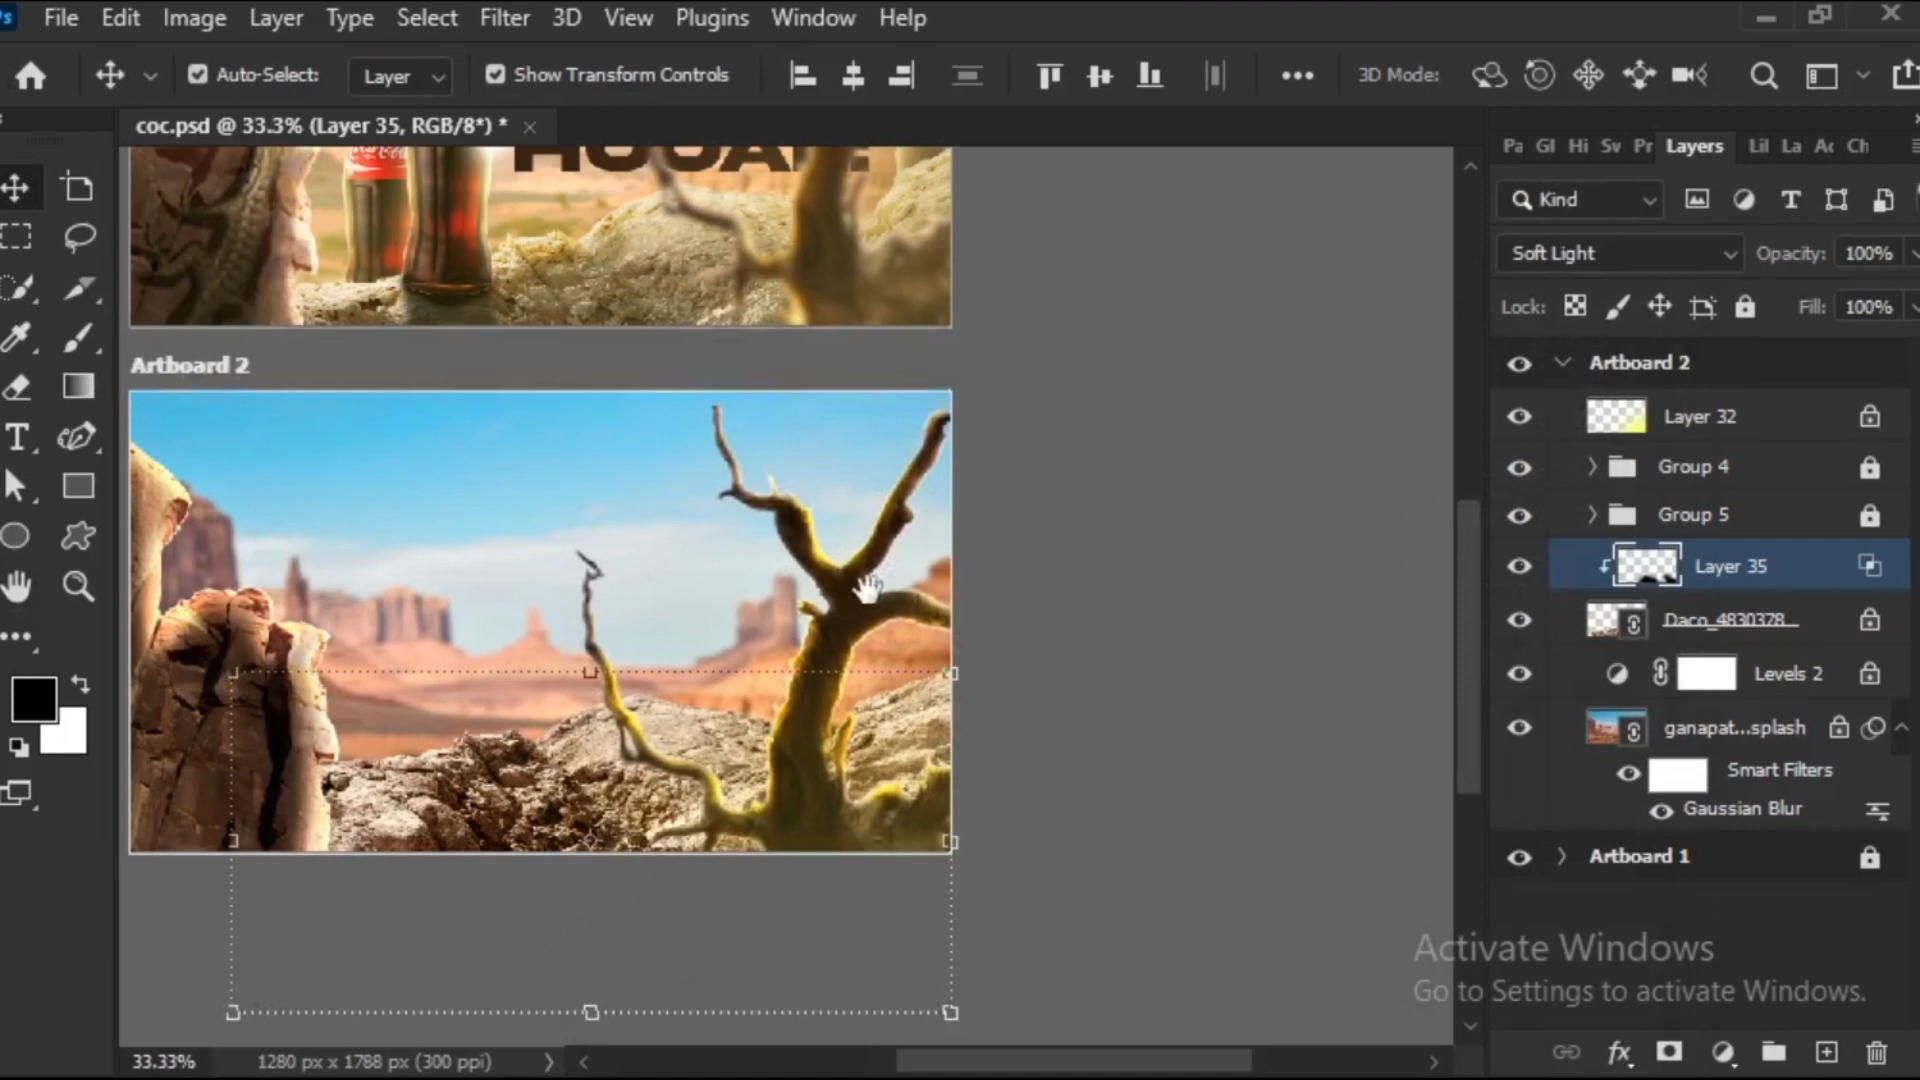 Ps File Edit Image Layer Type Select Filter 3D View Plugins Window Help
Auto-Select: Layer Show Transform Controls 3D Mode:
coc.psd @ 33.3% (Layer 35, RGB/8*) *
Pa Gl Hi Sv Pr Layers Lil La Ac Ch
Kind
Soft Light Opacity: 100%
Lock: Fill: 100%
Artboard 2
Artboard 2
Layer 32
Group 4
Group 5
Layer 35
Daco_4830378
Levels 2
ganapat...splash
Smart Filters
Gaussian Blur
Artboard 1
Activate Windows
Go to Settings to activate Windows.
33.33% 1280 px x 1788 px (300 ppi)